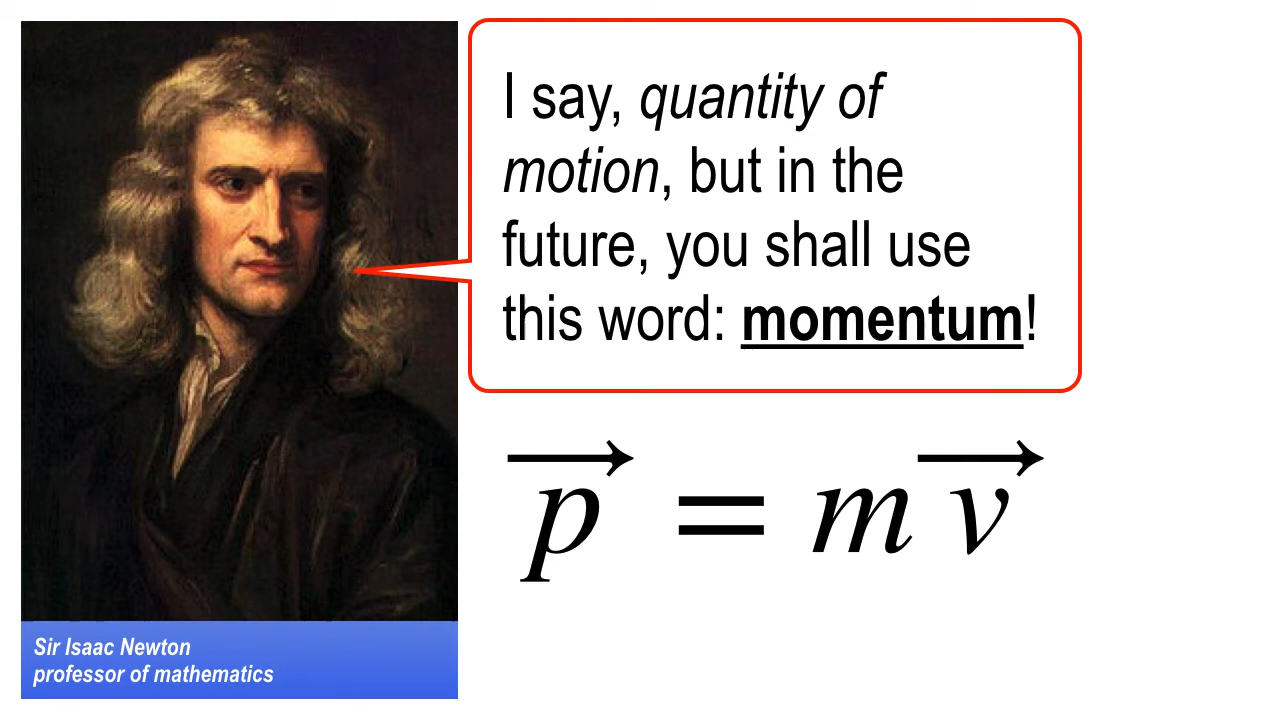 I say, quantity of
motion, but in the
future, you shall use
this word: momentum!
p⃗ = m v⃗
Sir Isaac Newton
professor of mathematics